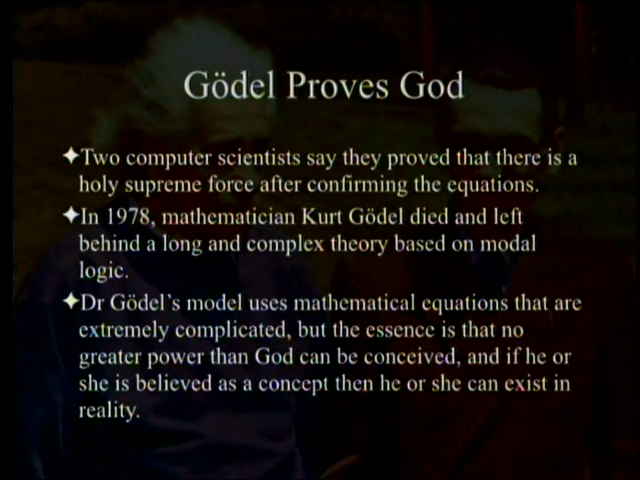 Gödel Proves God
✦Two computer scientists say they proved that there is a
holy supreme force after confirming the equations.
✦In 1978, mathematician Kurt Gödel died and left
behind a long and complex theory based on modal
logic.
✦Dr Gödel's model uses mathematical equations that are
extremely complicated, but the essence is that no
greater power than God can be conceived, and if he or
she is believed as a concept then he or she can exist in
reality.